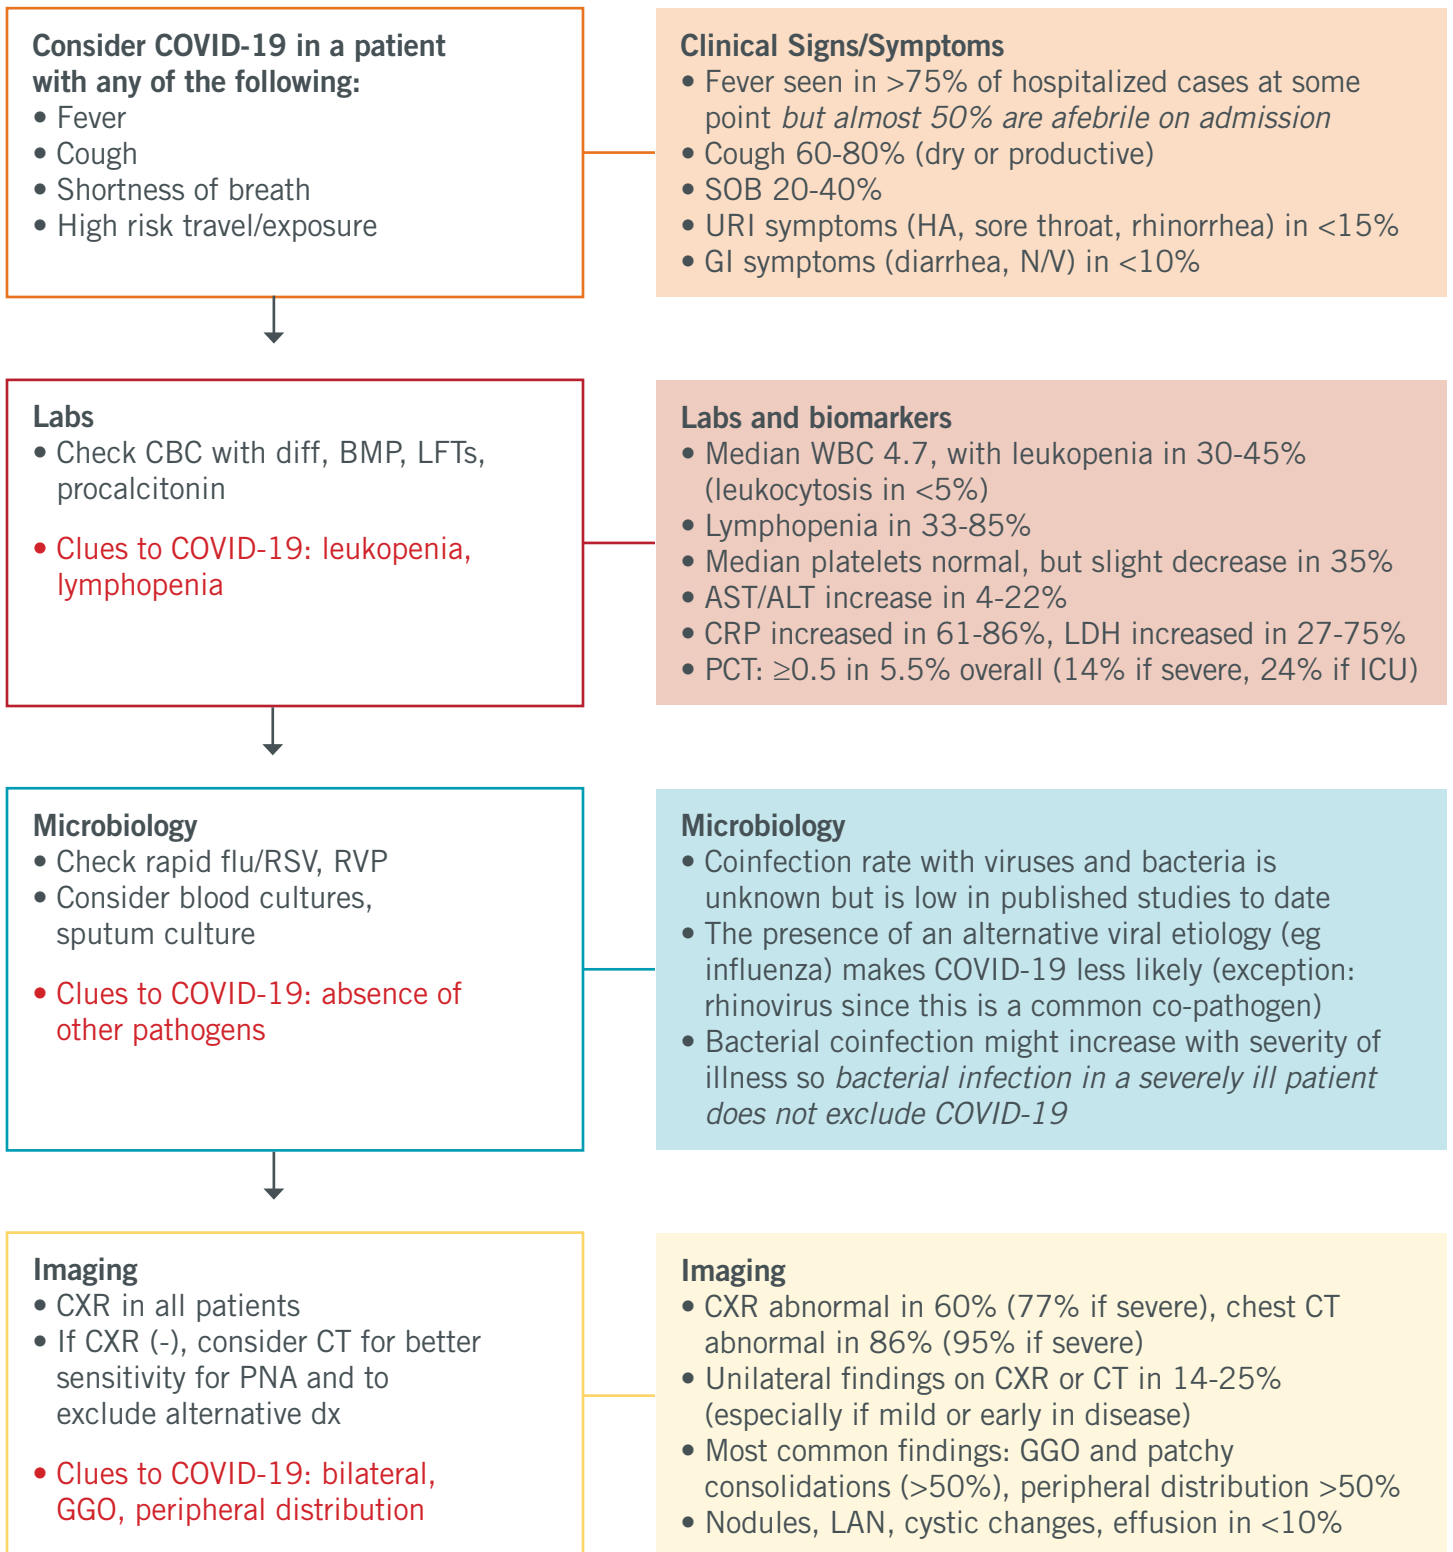 Consider COVID-19 in a patient
with any of the following:
• Fever
• Cough
• Shortness of breath
• High risk travel/exposure
Clinical Signs/Symptoms
• Fever seen in >75% of hospitalized cases at some
point but almost 50% are afebrile on admission
• Cough 60-80% (dry or productive)
• SOB 20-40%
• URI symptoms (HA, sore throat, rhinorrhea) in <15%
• GI symptoms (diarrhea, N/V) in <10%
Labs
• Check CBC with diff, BMP, LFTs,
procalcitonin
• Clues to COVID-19: leukopenia,
lymphopenia
Labs and biomarkers
• Median WBC 4.7, with leukopenia in 30-45%
(leukocytosis in <5%)
• Lymphopenia in 33-85%
• Median platelets normal, but slight decrease in 35%
• AST/ALT increase in 4-22%
• CRP increased in 61-86%, LDH increased in 27-75%
• PCT: ≥0.5 in 5.5% overall (14% if severe, 24% if ICU)
Microbiology
• Check rapid flu/RSV, RVP
• Consider blood cultures,
sputum culture
• Clues to COVID-19: absence of
other pathogens
Microbiology
• Coinfection rate with viruses and bacteria is
unknown but is low in published studies to date
• The presence of an alternative viral etiology (eg
influenza) makes COVID-19 less likely (exception:
rhinovirus since this is a common co-pathogen)
• Bacterial coinfection might increase with severity of
illness so bacterial infection in a severely ill patient
does not exclude COVID-19
Imaging
• CXR in all patients
• If CXR (-), consider CT for better
sensitivity for PNA and to
exclude alternative dx
• Clues to COVID-19: bilateral,
GGO, peripheral distribution
Imaging
• CXR abnormal in 60% (77% if severe), chest CT
abnormal in 86% (95% if severe)
• Unilateral findings on CXR or CT in 14-25%
(especially if mild or early in disease)
• Most common findings: GGO and patchy
consolidations (>50%), peripheral distribution >50%
• Nodules, LAN, cystic changes, effusion in <10%